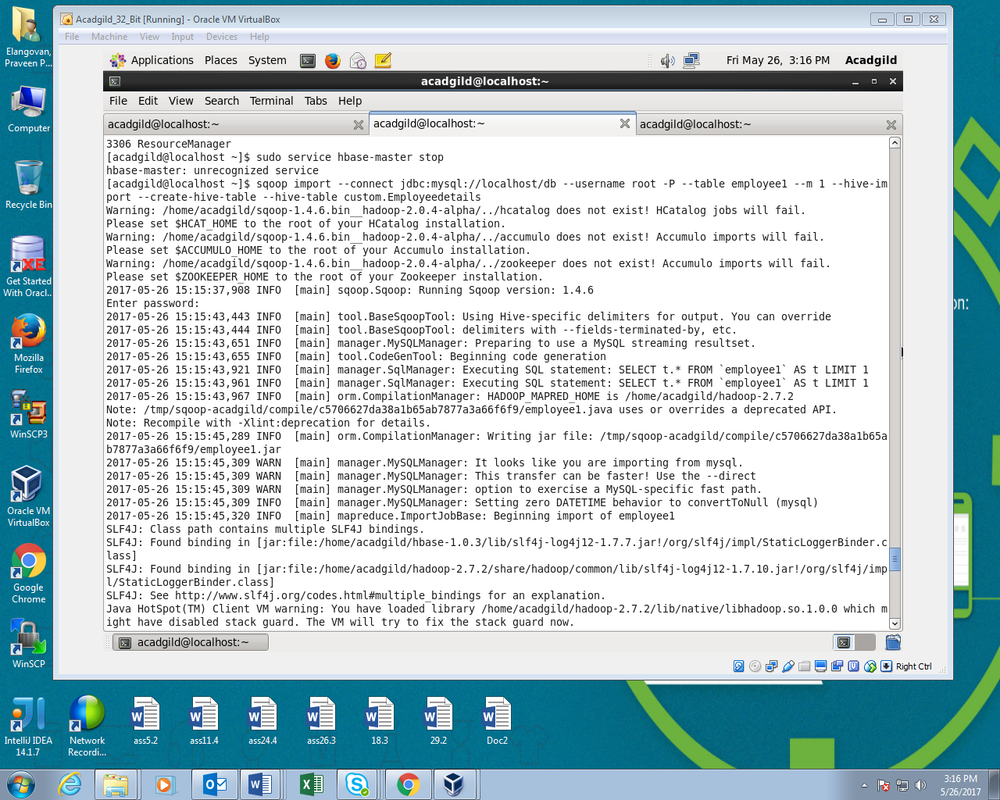 Acadgild_32_Bit [Running] - Oracle VM VirtualBox
File Machine View Input Devices Help
Applications Places System
Fri May 26, 3:16 PM Acadgild
acadgild@localhost:~
File Edit View Search Terminal Tabs Help
acadgild@localhost:~ acadgild@localhost:~ acadgild@localhost:~
3306 ResourceManager
[acadgild@localhost ~]$ sudo service hbase-master stop
hbase-master: unrecognized service
[acadgild@localhost ~]$ sqoop import --connect jdbc:mysql://localhost/db --username root -P --table employee1 --m 1 --hive-im
port --create-hive-table --hive-table custom.Employeedetails
Warning: /home/acadgild/sqoop-1.4.6.bin__hadoop-2.0.4-alpha/../hcatalog does not exist! HCatalog jobs will fail.
Please set $HCAT_HOME to the root of your HCatalog installation.
Warning: /home/acadgild/sqoop-1.4.6.bin__hadoop-2.0.4-alpha/../accumulo does not exist! Accumulo imports will fail.
Please set $ACCUMULO_HOME to the root of your Accumulo installation.
Warning: /home/acadgild/sqoop-1.4.6.bin__hadoop-2.0.4-alpha/../zookeeper does not exist! Accumulo imports will fail.
Please set $ZOOKEEPER_HOME to the root of your Zookeeper installation.
2017-05-26 15:15:37,908 INFO  [main] sqoop.Sqoop: Running Sqoop version: 1.4.6
Enter password:
2017-05-26 15:15:43,443 INFO  [main] tool.BaseSqoopTool: Using Hive-specific delimiters for output. You can override
2017-05-26 15:15:43,444 INFO  [main] tool.BaseSqoopTool: delimiters with --fields-terminated-by, etc.
2017-05-26 15:15:43,651 INFO  [main] manager.MySQLManager: Preparing to use a MySQL streaming resultset.
2017-05-26 15:15:43,655 INFO  [main] tool.CodeGenTool: Beginning code generation
2017-05-26 15:15:43,921 INFO  [main] manager.SqlManager: Executing SQL statement: SELECT t.* FROM `employee1` AS t LIMIT 1
2017-05-26 15:15:43,961 INFO  [main] manager.SqlManager: Executing SQL statement: SELECT t.* FROM `employee1` AS t LIMIT 1
2017-05-26 15:15:43,967 INFO  [main] orm.CompilationManager: HADOOP_MAPRED_HOME is /home/acadgild/hadoop-2.7.2
Note: /tmp/sqoop-acadgild/compile/c5706627da38a1b65ab7877a3a66f6f9/employee1.java uses or overrides a deprecated API.
Note: Recompile with -Xlint:deprecation for details.
2017-05-26 15:15:45,289 INFO  [main] orm.CompilationManager: Writing jar file: /tmp/sqoop-acadgild/compile/c5706627da38a1b65a
b7877a3a66f6f9/employee1.jar
2017-05-26 15:15:45,309 WARN  [main] manager.MySQLManager: It looks like you are importing from mysql.
2017-05-26 15:15:45,309 WARN  [main] manager.MySQLManager: This transfer can be faster! Use the --direct
2017-05-26 15:15:45,309 WARN  [main] manager.MySQLManager: option to exercise a MySQL-specific fast path.
2017-05-26 15:15:45,309 INFO  [main] manager.MySQLManager: Setting zero DATETIME behavior to convertToNull (mysql)
2017-05-26 15:15:45,320 INFO  [main] mapreduce.ImportJobBase: Beginning import of employee1
SLF4J: Class path contains multiple SLF4J bindings.
SLF4J: Found binding in [jar:file:/home/acadgild/hbase-1.0.3/lib/slf4j-log4j12-1.7.7.jar!/org/slf4j/impl/StaticLoggerBinder.c
lass]
SLF4J: Found binding in [jar:file:/home/acadgild/hadoop-2.7.2/share/hadoop/common/lib/slf4j-log4j12-1.7.10.jar!/org/slf4j/imp
l/StaticLoggerBinder.class]
SLF4J: See http://www.slf4j.org/codes.html#multiple_bindings for an explanation.
Java HotSpot(TM) Client VM warning: You have loaded library /home/acadgild/hadoop-2.7.2/lib/native/libhadoop.so.1.0.0 which m
ight have disabled stack guard. The VM will try to fix the stack guard now.
acadgild@localhost:~
Right Ctrl
Elangovan,
Praveen P...
Computer
Recycle Bin
XE
Get Started
With Oracl...
Mozilla
Firefox
WinSCP3
Oracle VM
VirtualBox
Google
Chrome
WinSCP
on:
IntelliJ IDEA
14.1.7
Network
Recordi...
ass5.2
ass11.4
ass24.4
ass26.3
18.3
29.2
Doc2
3:16 PM
5/26/2017